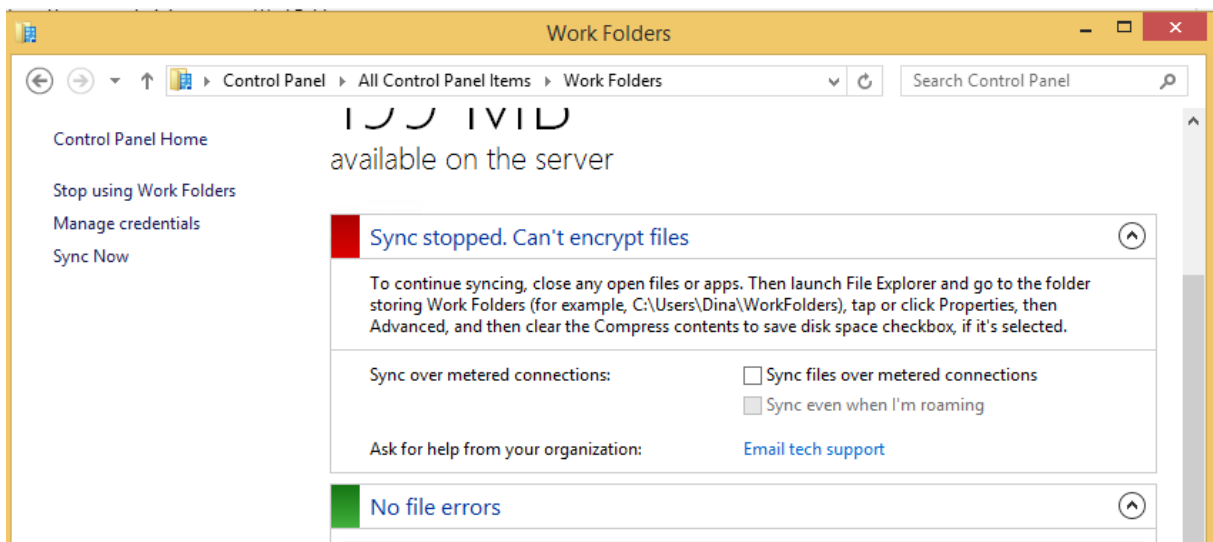 Work Folders
Control Panel ▸ All Control Panel Items ▸ Work Folders
Search Control Panel
Control Panel Home
Stop using Work Folders
Manage credentials
Sync Now
available on the server
Sync stopped. Can't encrypt files
To continue syncing, close any open files or apps. Then launch File Explorer and go to the folder
storing Work Folders (for example, C:\Users\Dina\WorkFolders), tap or click Properties, then
Advanced, and then clear the Compress contents to save disk space checkbox, if it's selected.
Sync over metered connections:
Sync files over metered connections
Sync even when I'm roaming
Ask for help from your organization:
Email tech support
No file errors